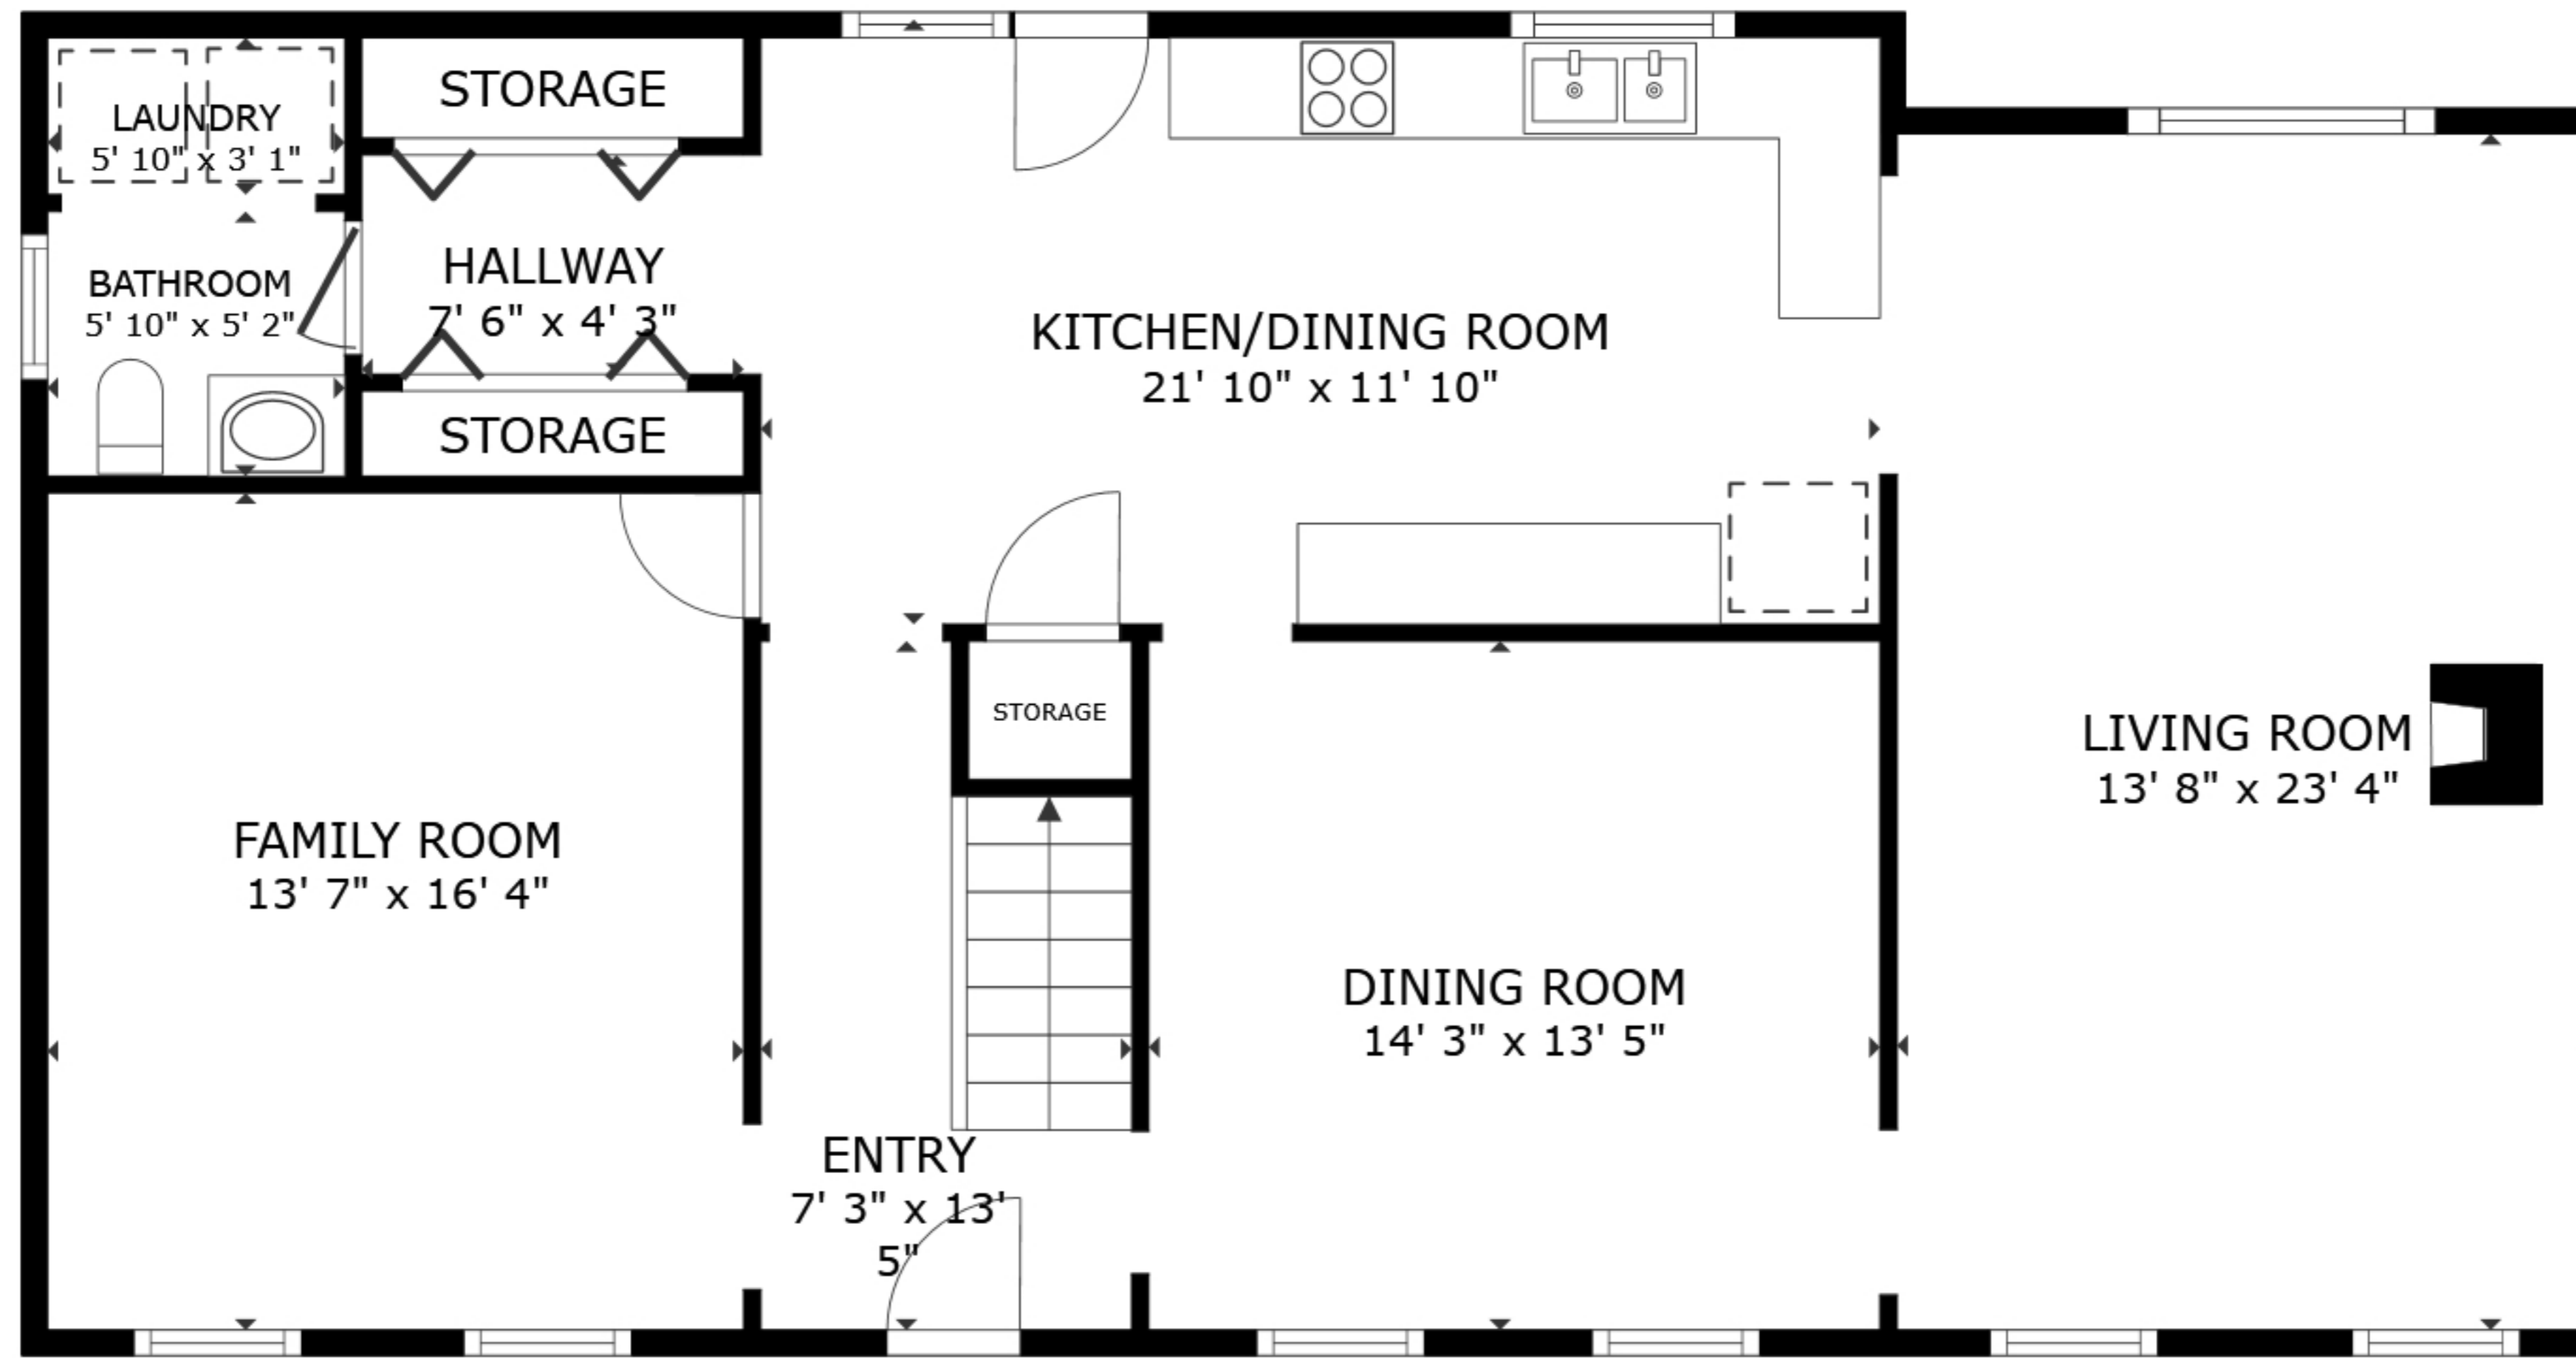 STORAGE
LAUNDRY
5' 10" x 3' 1"
HALLWAY
7' 6" x 4' 3"
BATHROOM
5' 10" x 5' 2"
STORAGE
KITCHEN/DINING ROOM
21' 10" x 11' 10"
STORAGE
LIVING ROOM
13' 8" x 23' 4"
FAMILY ROOM
13' 7" x 16' 4"
DINING ROOM
14' 3" x 13' 5"
ENTRY
7' 3" x 13'
5"